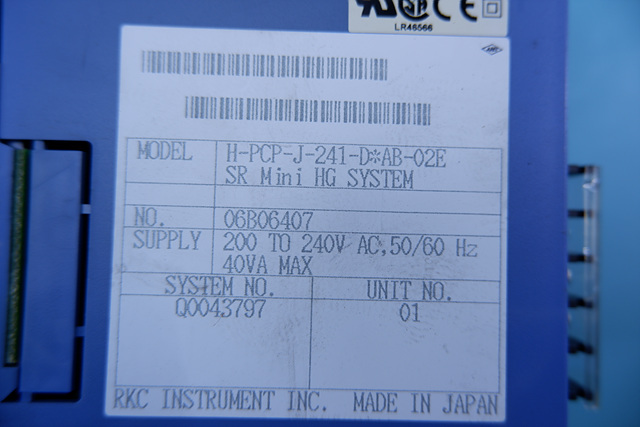 LR46566
MODEL
H-PCP-J-241-D*AB-02E
SR Mini HG SYSTEM
NO.
06B06407
SUPPLY
200 TO 240V AC,50/60 Hz
40VA MAX
SYSTEM NO.
UNIT NO.
Q0043797
01
RKC INSTRUMENT INC. MADE IN JAPAN